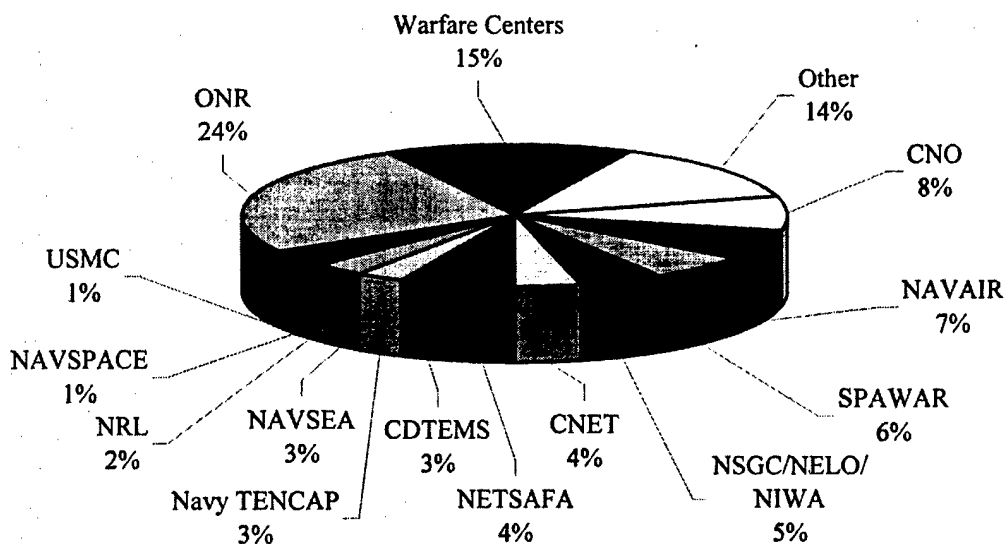 Warfare Centers
15%
Other
14%
ONR
24%
CNO
8%
USMC
1%
NAVAIR
7%
NAVSPACE
1%
SPAWAR
6%
NRL
2%
NAVSEA
3%
CDTEMS
3%
CNET
4%
NSGC/NELO/
NIWA
5%
Navy TENCAP
3%
NETSAFA
4%